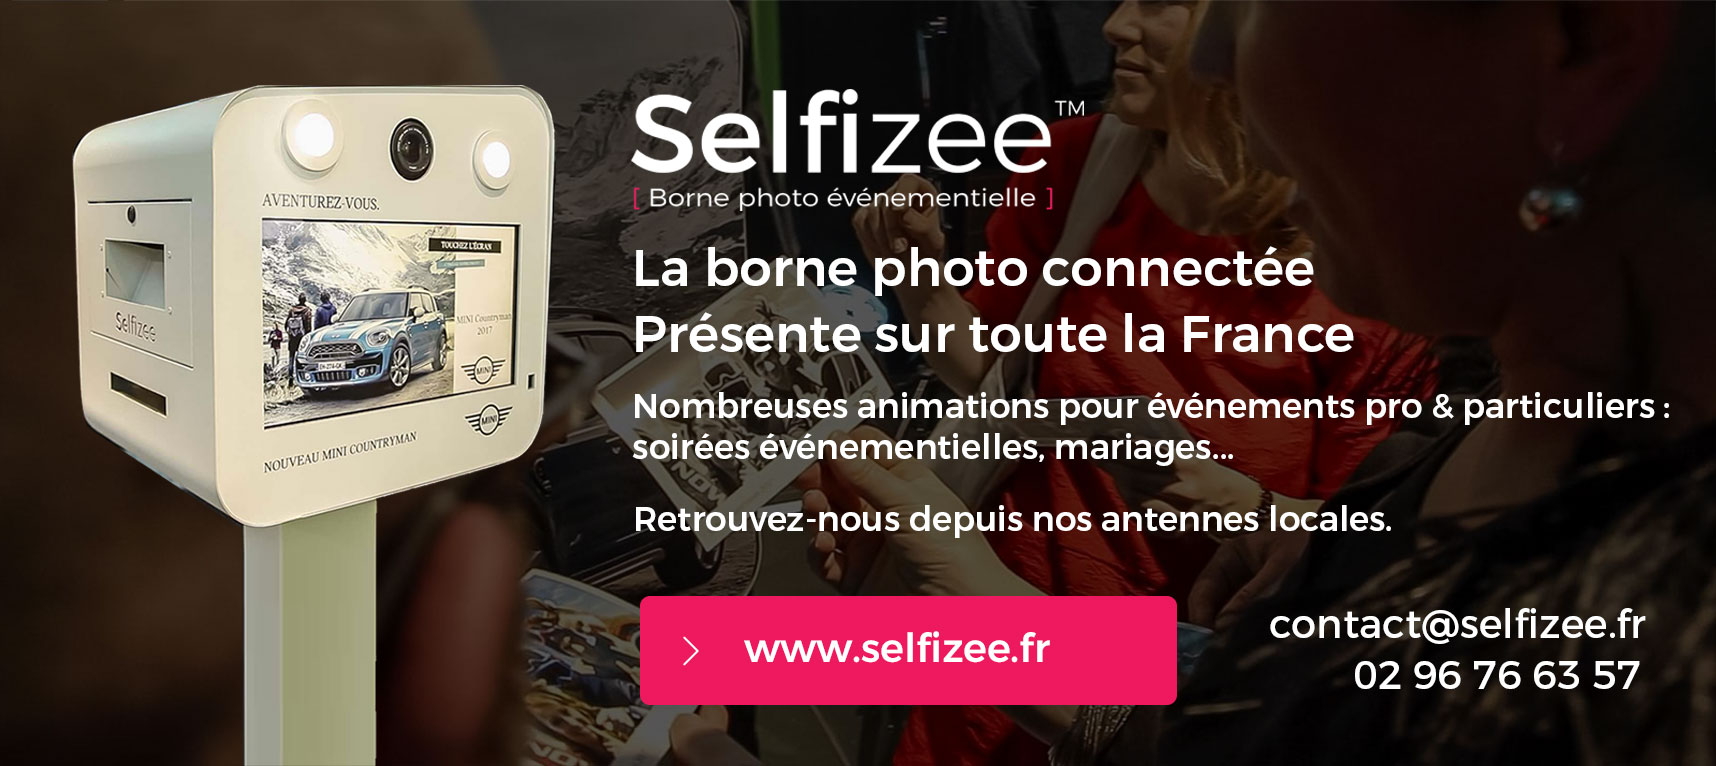 Selfizee™
[ Borne photo événementielle ]
La borne photo connectée
Présente sur toute la France
Nombreuses animations pour événements pro & particuliers :
soirées événementielles, mariages...
Retrouvez-nous depuis nos antennes locales.
www.selfizee.fr
contact@selfizee.fr
02 96 76 63 57
AVENTUREZ-VOUS.
TOUCHEZ L'ÉCRAN
MINI Countryman
2017
MINI
MINI
NOUVEAU MINI COUNTRYMAN
Selfizee
NOW